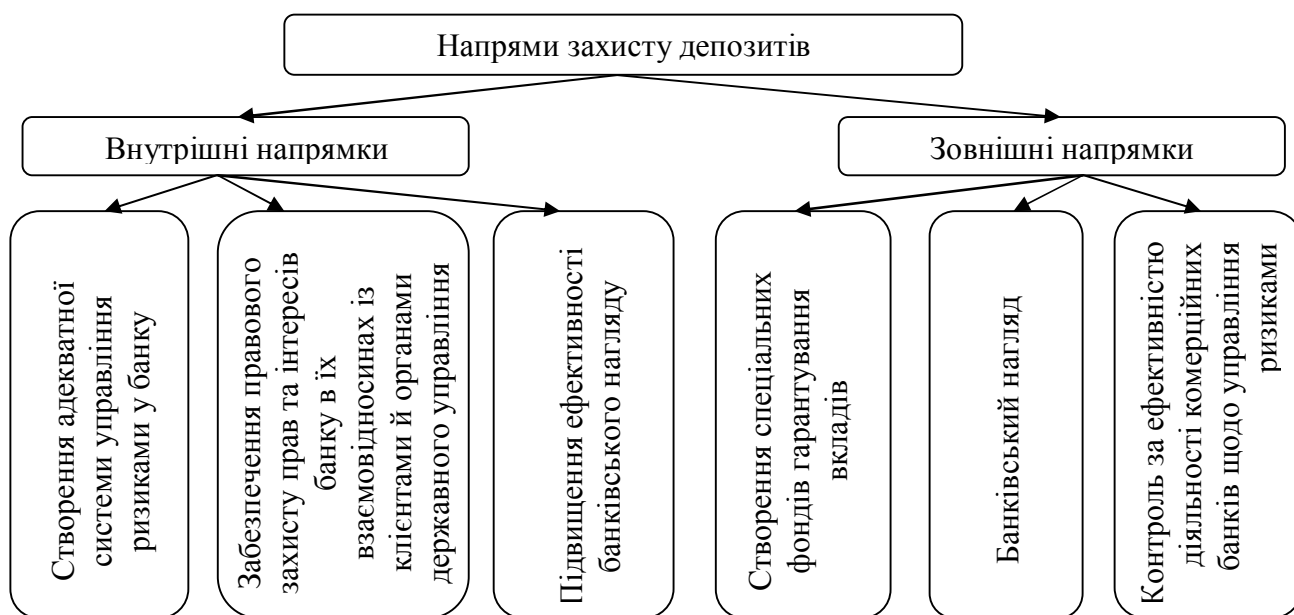 Напрями захисту депозитів
Внутрішні напрямки
Зовнішні напрямки
Створення адекватної
системи управління
ризиками у банку
Забезпечення правового
захисту прав та інтересів
банку в їх
взаємовідносинах із
клієнтами й органами
державного управління
Підвищення ефективності
банківського нагляду
Створення спеціальних
фондів гарантування
вкладів
Банківський нагляд
Контроль за ефективністю
діяльності комерційних
банків щодо управління
ризиками